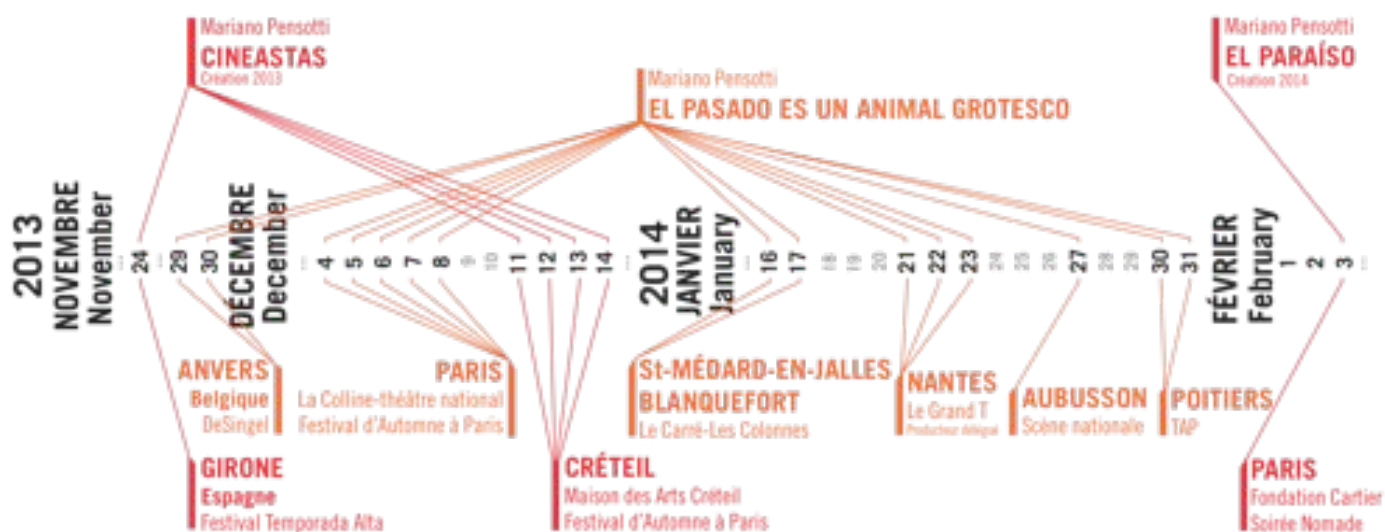 Mariano Pensotti
CINEASTAS
Création 2013
Mariano Pensotti
EL PASADO ES UN ANIMAL GROTESCO
Mariano Pensotti
EL PARAÍSO
Création 2014
2013
NOVEMBRE
November
... 24 ... 29 30
DÉCEMBRE
December
... 4 5 6 7 8 9 10 11 12 13 14 ...
2014
JANVIER
January
... 16 17 18 19 20 21 22 23 24 25 26 27 28 29 30 31
FÉVRIER
February
1 2 3 ...
ANVERS
Belgique
DeSingel
PARIS
La Colline-théâtre national
Festival d'Automne à Paris
St-MÉDARD-EN-JALLES
BLANQUEFORT
Le Carré-Les Colonnes
NANTES
Le Grand T
Producteur délégué
AUBUSSON
Scène nationale
POITIERS
TAP
GIRONE
Espagne
Festival Temporada Alta
CRÉTEIL
Maison des Arts Créteil
Festival d'Automne à Paris
PARIS
Fondation Cartier
Soirée Nomade